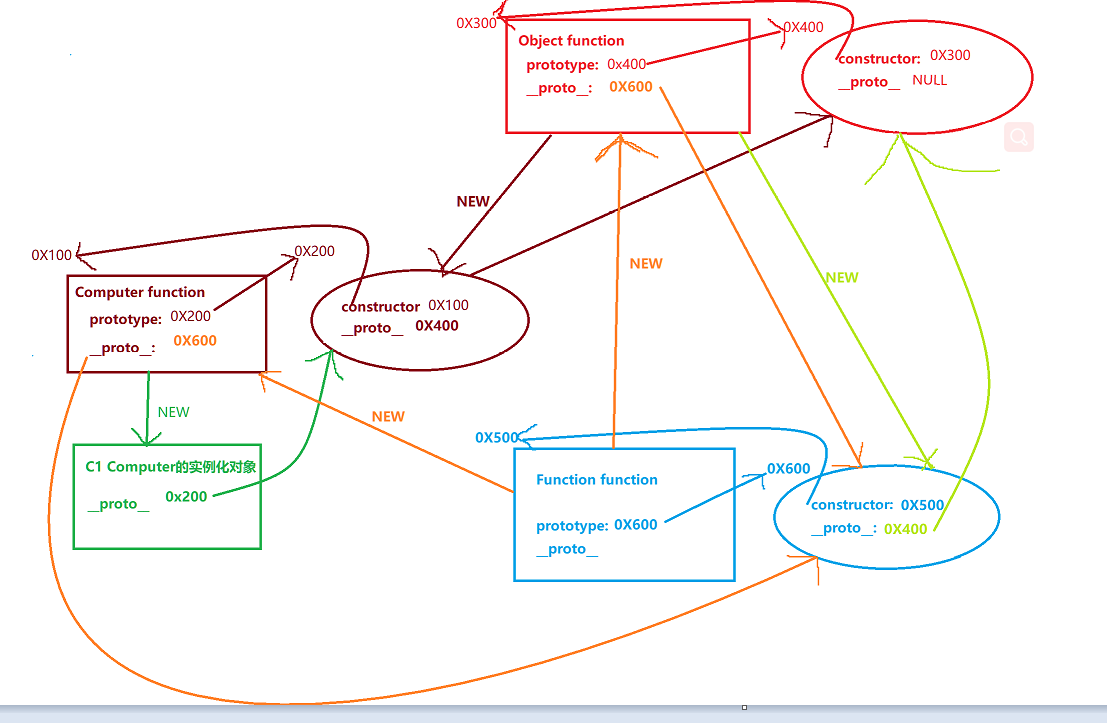 0X300
Object function
prototype: 0x400
__proto__: 0X600
0X400
constructor: 0X300
__proto__ NULL
NEW
NEW
NEW
0X100
Computer function
prototype: 0X200
__proto__: 0X600
0X200
constructor 0X100
__proto__ 0X400
NEW
NEW
C1 Computer的实例化对象
__proto__ 0x200
0X500
Function function
prototype: 0X600
__proto__
0X600
constructor: 0X500
__proto__: 0X400